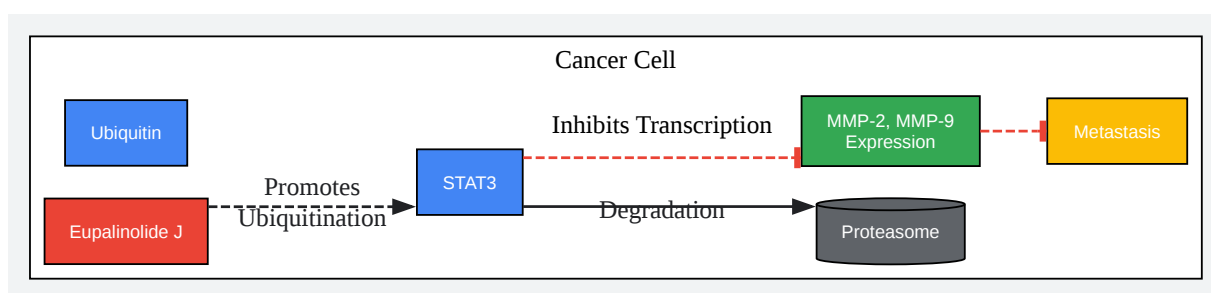 Cancer Cell
Ubiquitin
Inhibits Transcription
MMP-2, MMP-9
Expression
Metastasis
STAT3
Promotes
Ubiquitination
Degradation
Eupalinolide J
Proteasome